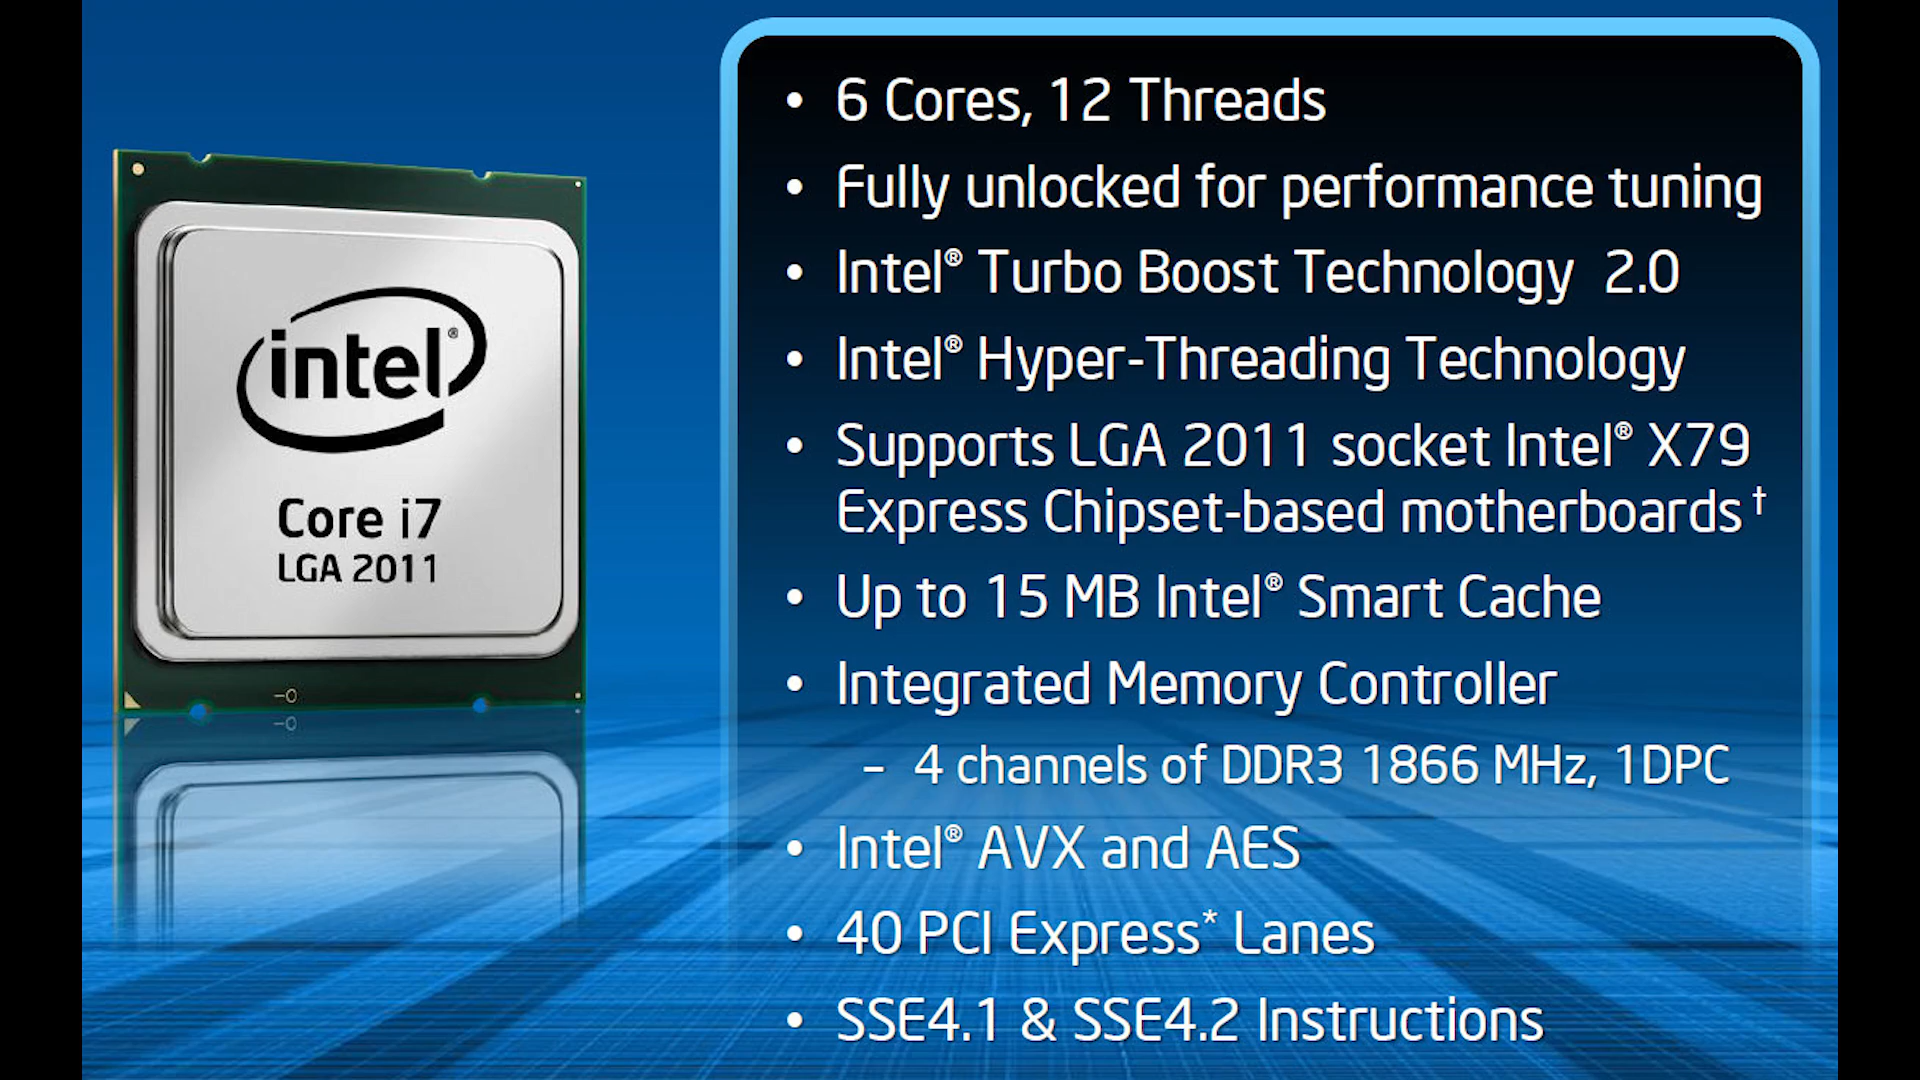 intel®
Core i7
LGA 2011
• 6 Cores, 12 Threads
• Fully unlocked for performance tuning
• Intel® Turbo Boost Technology 2.0
• Intel® Hyper-Threading Technology
• Supports LGA 2011 socket Intel® X79
Express Chipset-based motherboards†
• Up to 15 MB Intel® Smart Cache
• Integrated Memory Controller
– 4 channels of DDR3 1866 MHz, 1DPC
• Intel® AVX and AES
• 40 PCI Express* Lanes
• SSE4.1 & SSE4.2 Instructions